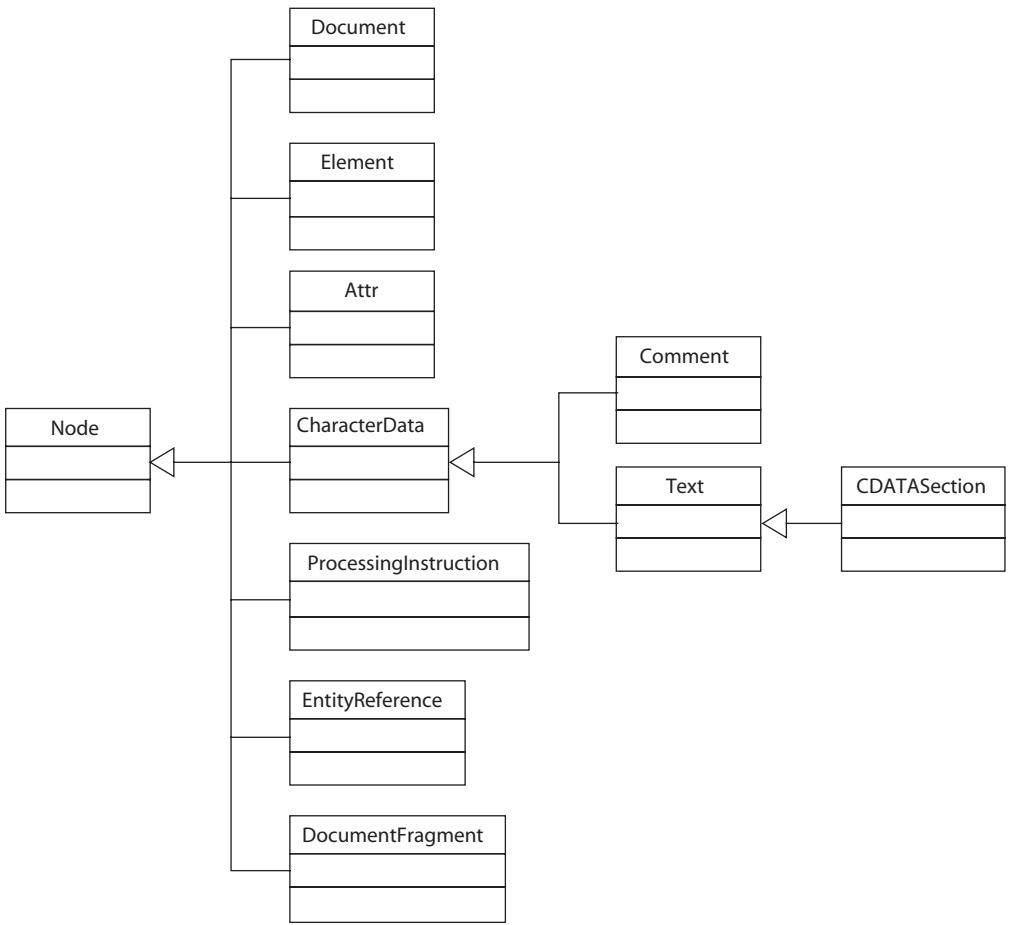 Document
Element
Attr
Comment
Node
CharacterData
Text
CDATASection
ProcessingInstruction
EntityReference
DocumentFragment